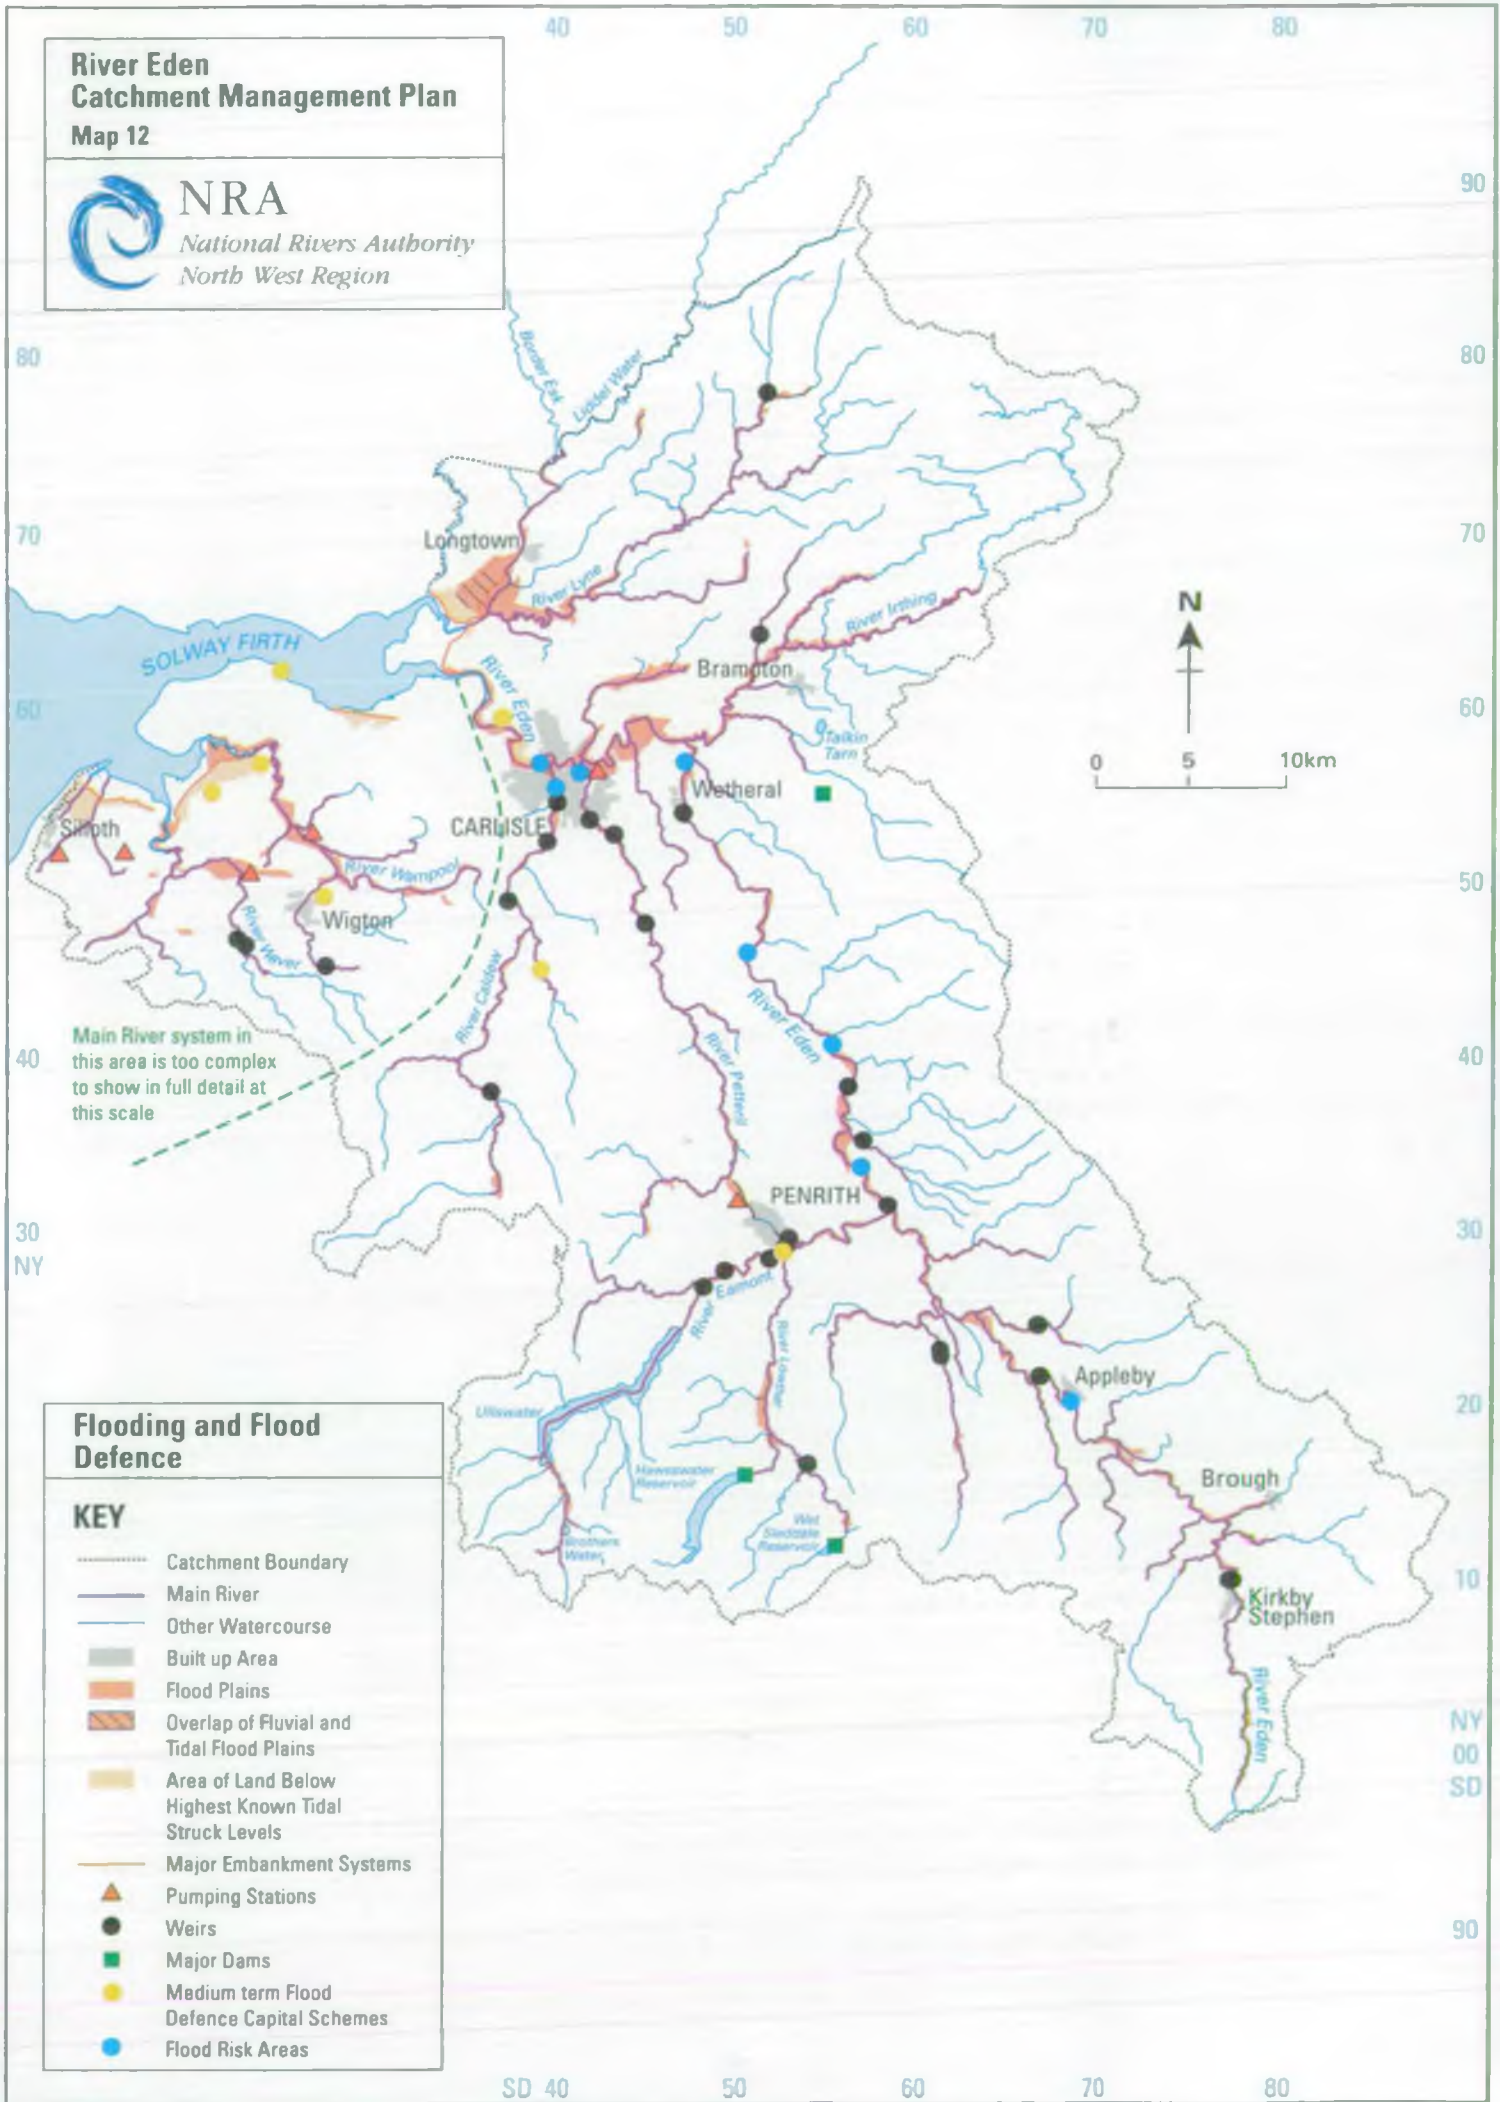 40 50 60 70 80
River Eden
Catchment Management Plan
Map 12
NRA
National Rivers Authority
North West Region
90
80
80
Border Esk
Liddel Water
70
70
Longtown
River Lyne
River Irthing
N
SOLWAY FIRTH
Brampton
60
60
River Eden
Talkin
Tarn
0 5 10km
Wetheral
Silloth
CARLISLE
River Wampool
50
Wigton
River Waver
River Caldew
River Eden
Main River system in
this area is too complex
to show in full detail at
this scale
40
40
River Petteril
PENRITH
30
NY
30
River Eamont
River Lowther
Appleby
20
Ullswater
Haweswater
Reservoir
Brough
Wet
Sleddale
Reservoir
Brothers
Water
10
Kirkby
Stephen
River Eden
NY
00
SD
90
Flooding and Flood
Defence
KEY
Catchment Boundary
Main River
Other Watercourse
Built up Area
Flood Plains
Overlap of Fluvial and
Tidal Flood Plains
Area of Land Below
Highest Known Tidal
Struck Levels
Major Embankment Systems
Pumping Stations
Weirs
Major Dams
Medium term Flood
Defence Capital Schemes
Flood Risk Areas
SD 40 50 60 70 80